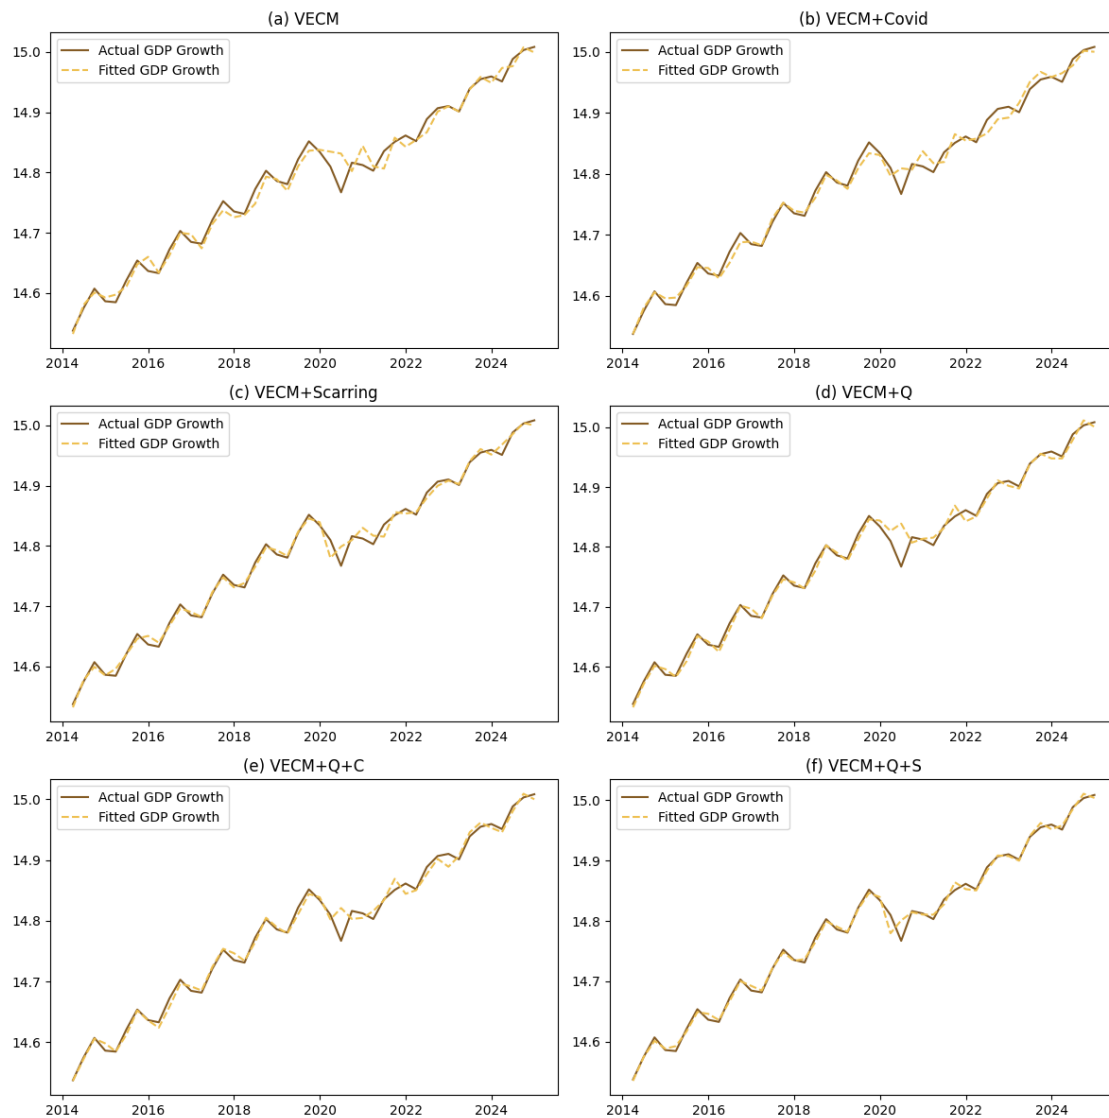 (a) VECM
Actual GDP Growth
Fitted GDP Growth
15.0
14.9
14.8
14.7
14.6
2014 2016 2018 2020 2022 2024
(b) VECM+Covid
Actual GDP Growth
Fitted GDP Growth
15.0
14.9
14.8
14.7
14.6
2014 2016 2018 2020 2022 2024
(c) VECM+Scarring
Actual GDP Growth
Fitted GDP Growth
15.0
14.9
14.8
14.7
14.6
2014 2016 2018 2020 2022 2024
(d) VECM+Q
Actual GDP Growth
Fitted GDP Growth
15.0
14.9
14.8
14.7
14.6
2014 2016 2018 2020 2022 2024
(e) VECM+Q+C
Actual GDP Growth
Fitted GDP Growth
15.0
14.9
14.8
14.7
14.6
2014 2016 2018 2020 2022 2024
(f) VECM+Q+S
Actual GDP Growth
Fitted GDP Growth
15.0
14.9
14.8
14.7
14.6
2014 2016 2018 2020 2022 2024